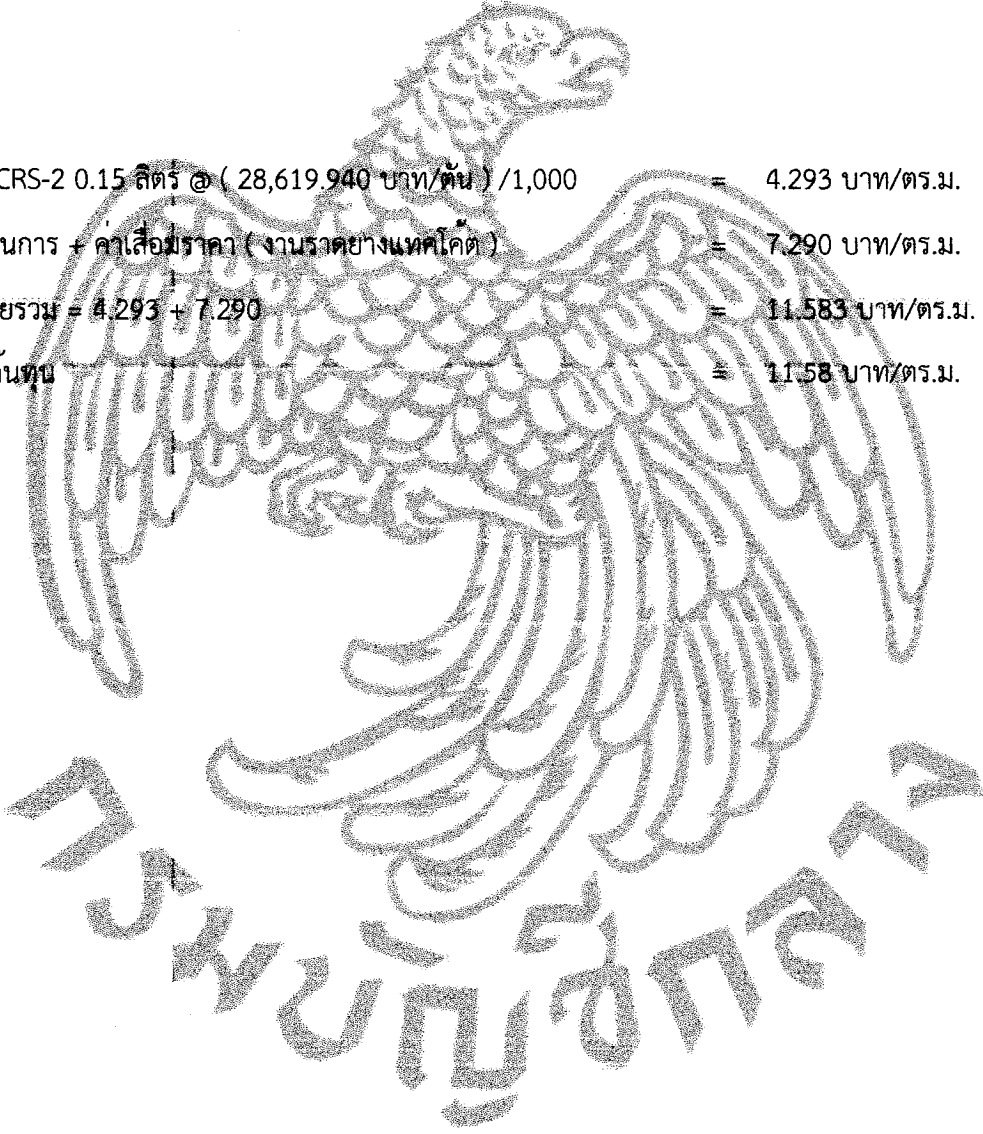 CRS-2 0.15 ลิตร @ ( 28,619.940 บาท/ตัน ) /1,000 = 4.293 บาท/ตร.ม.
นการ + ค่าเสื่อมราคา ( งานราดยางแทคโค้ต ) = 7.290 บาท/ตร.ม.
ยรวม = 4.293 + 7.290 = 11.583 บาท/ตร.ม.
นทุน = 11.58 บาท/ตร.ม.
กรมบัญชีกลาง